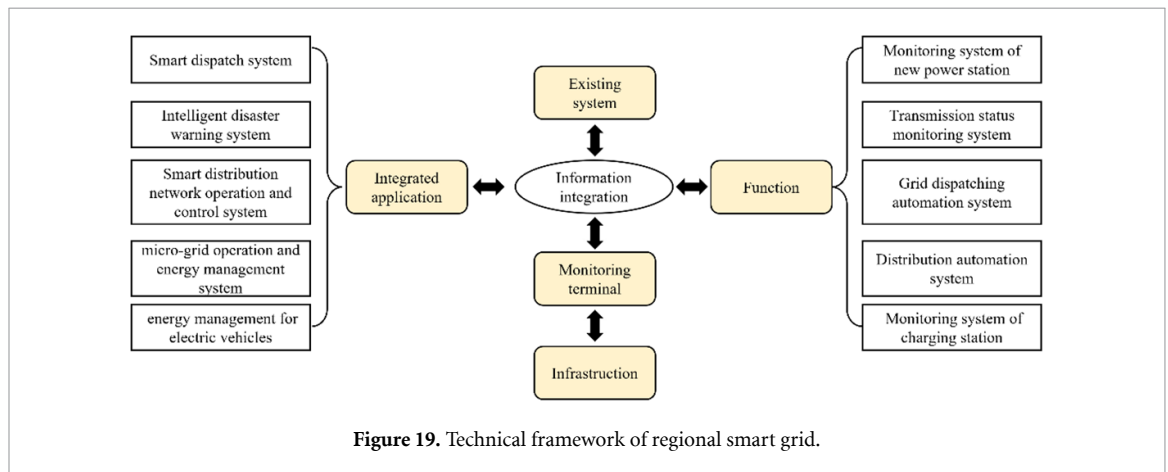 Smart dispatch system
Intelligent disaster
warning system
Smart distribution
network operation and
control system
micro-grid operation and
energy management
system
energy management for
electric vehicles
Integrated
application
Existing
system
Information
integration
Monitoring
terminal
Infrastruction
Function
Monitoring system of
new power station
Transmission status
monitoring system
Grid dispatching
automation system
Distribution automation
system
Monitoring system of
charging station
Figure 19. Technical framework of regional smart grid.